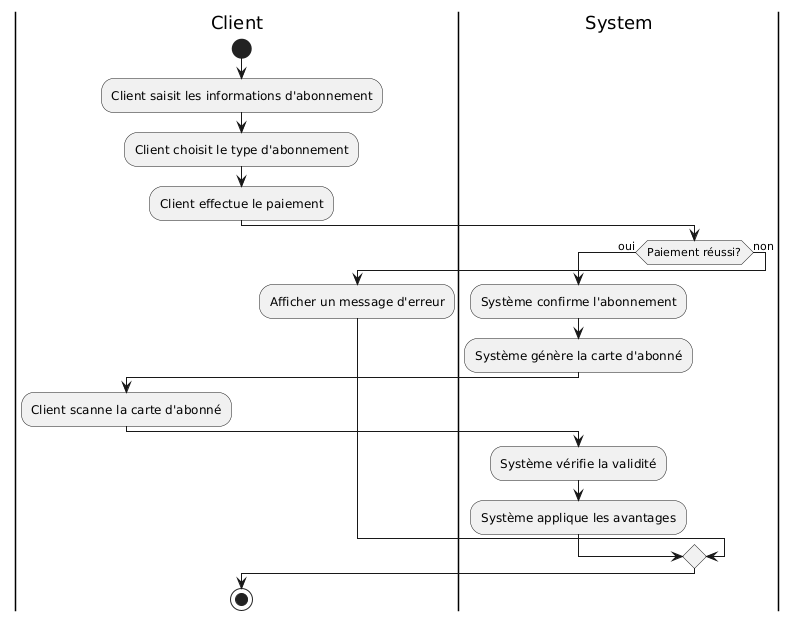 Client
System
Client saisit les informations d'abonnement
Client choisit le type d'abonnement
Client effectue le paiement
oui
Paiement réussi?
non
Afficher un message d'erreur
Système confirme l'abonnement
Système génère la carte d'abonné
Client scanne la carte d'abonné
Système vérifie la validité
Système applique les avantages